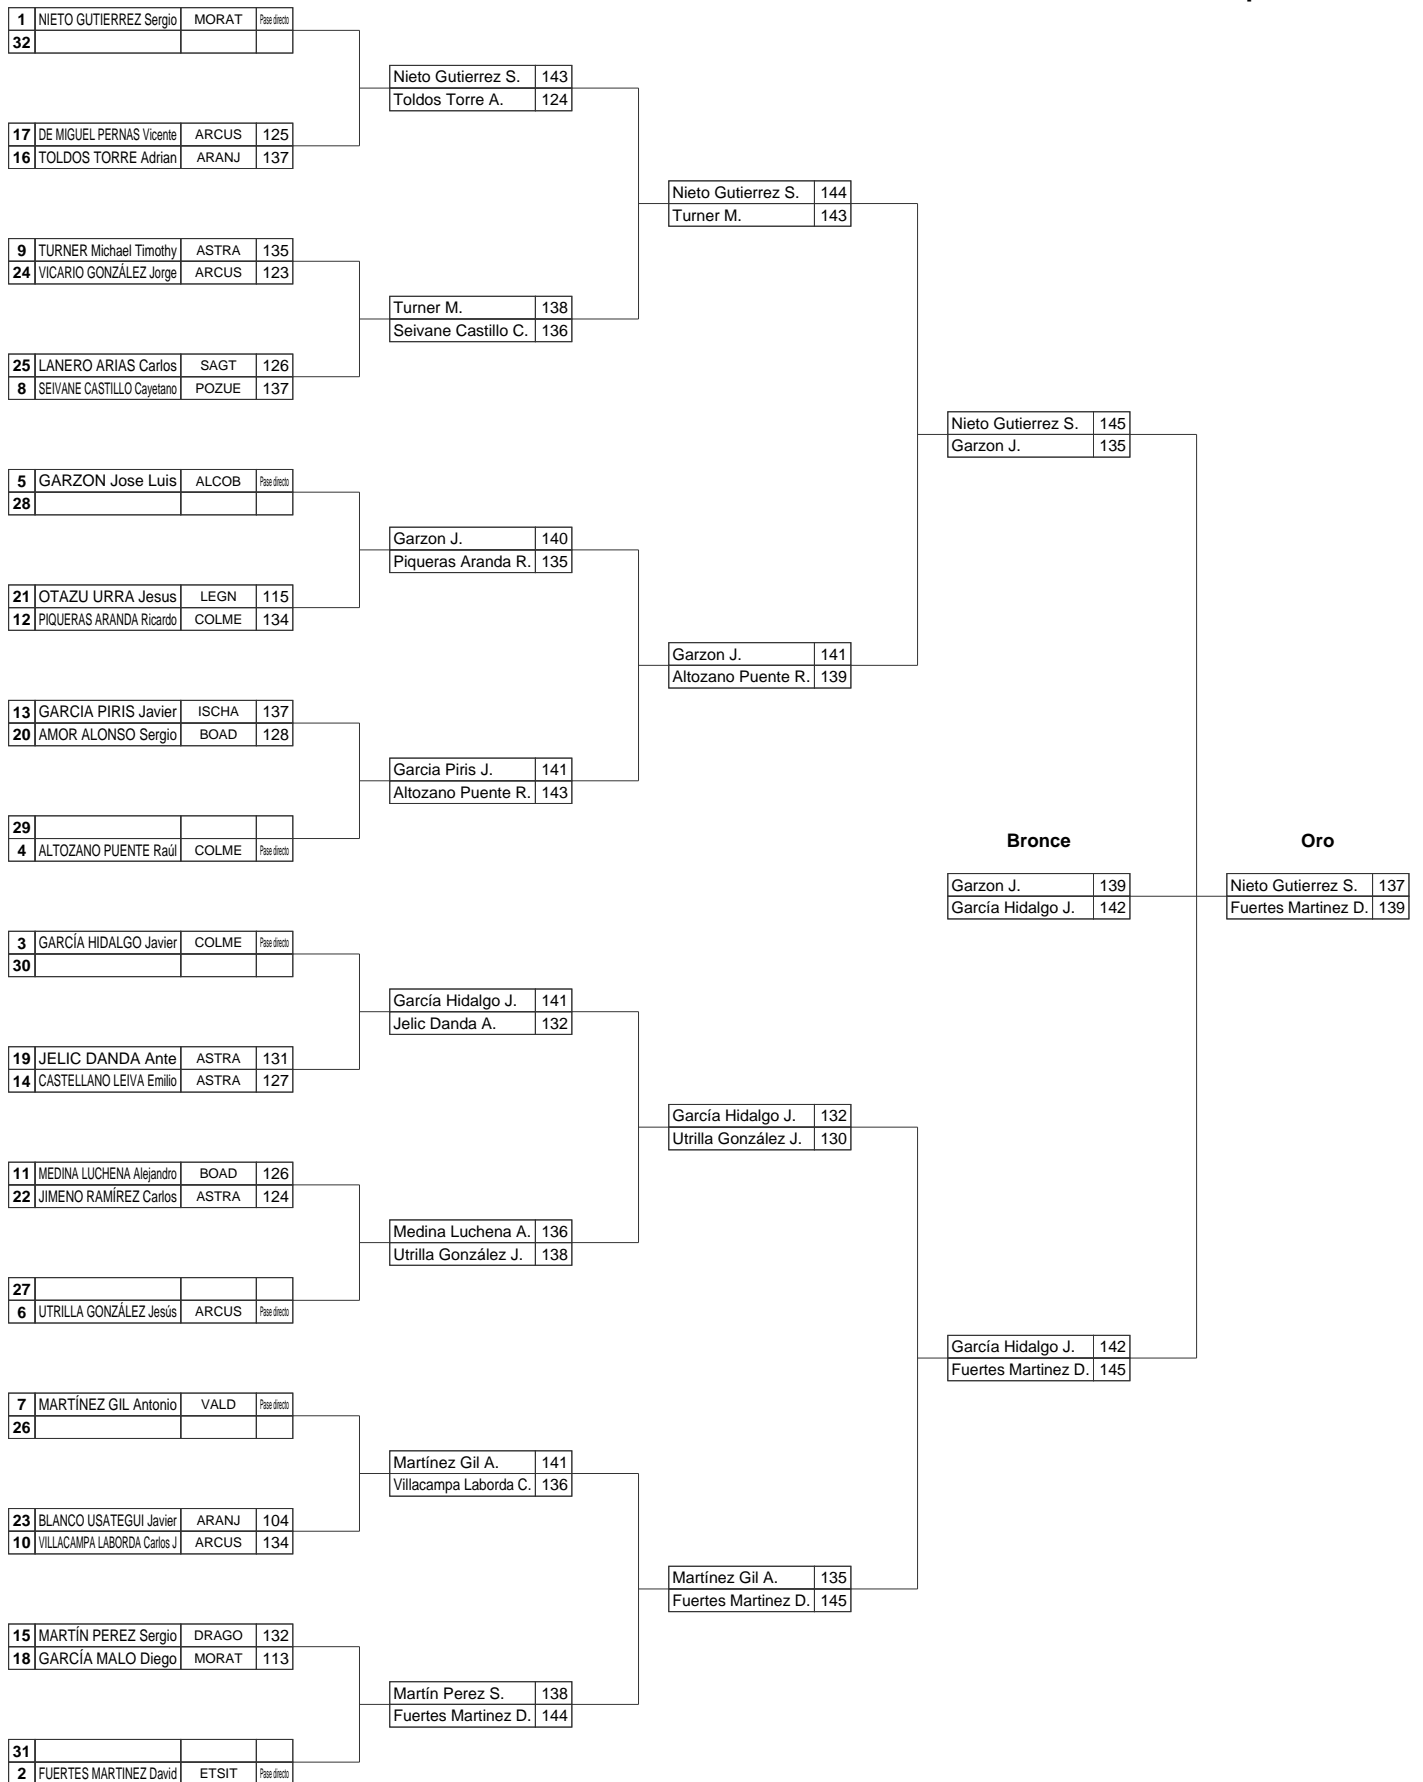 1 NIETO GUTIERREZ Sergio MORAT Pase directo
32
Nieto Gutierrez S. 143
Toldos Torre A. 124
17 DE MIGUEL PERNAS Vicente ARCUS 125
16 TOLDOS TORRE Adrian ARANJ 137
Nieto Gutierrez S. 144
Turner M. 143
9 TURNER Michael Timothy ASTRA 135
24 VICARIO GONZÁLEZ Jorge ARCUS 123
Turner M. 138
Seivane Castillo C. 136
25 LANERO ARIAS Carlos SAGT 126
8 SEIVANE CASTILLO Cayetano POZUE 137
Nieto Gutierrez S. 145
Garzon J. 135
5 GARZON Jose Luis ALCOB Pase directo
28
Garzon J. 140
Piqueras Aranda R. 135
21 OTAZU URRA Jesus LEGN 115
12 PIQUERAS ARANDA Ricardo COLME 134
Garzon J. 141
Altozano Puente R. 139
13 GARCIA PIRIS Javier ISCHA 137
20 AMOR ALONSO Sergio BOAD 128
Garcia Piris J. 141
Altozano Puente R. 143
29
4 ALTOZANO PUENTE Raúl COLME Pase directo
Bronce Oro
Garzon J. 139 Nieto Gutierrez S. 137
García Hidalgo J. 142 Fuertes Martinez D. 139
3 GARCÍA HIDALGO Javier COLME Pase directo
30
García Hidalgo J. 141
Jelic Danda A. 132
19 JELIC DANDA Ante ASTRA 131
14 CASTELLANO LEIVA Emilio ASTRA 127
García Hidalgo J. 132
Utrilla González J. 130
11 MEDINA LUCHENA Alejandro BOAD 126
22 JIMENO RAMÍREZ Carlos ASTRA 124
Medina Luchena A. 136
Utrilla González J. 138
27
6 UTRILLA GONZÁLEZ Jesús ARCUS Pase directo
García Hidalgo J. 142
Fuertes Martinez D. 145
7 MARTÍNEZ GIL Antonio VALD Pase directo
26
Martínez Gil A. 141
Villacampa Laborda C. 136
23 BLANCO USATEGUI Javier ARANJ 104
10 VILLACAMPA LABORDA Carlos J ARCUS 134
Martínez Gil A. 135
Fuertes Martinez D. 145
15 MARTÍN PEREZ Sergio DRAGO 132
18 GARCÍA MALO Diego MORAT 113
Martín Perez S. 138
Fuertes Martinez D. 144
31
2 FUERTES MARTINEZ David ETSIT Pase directo